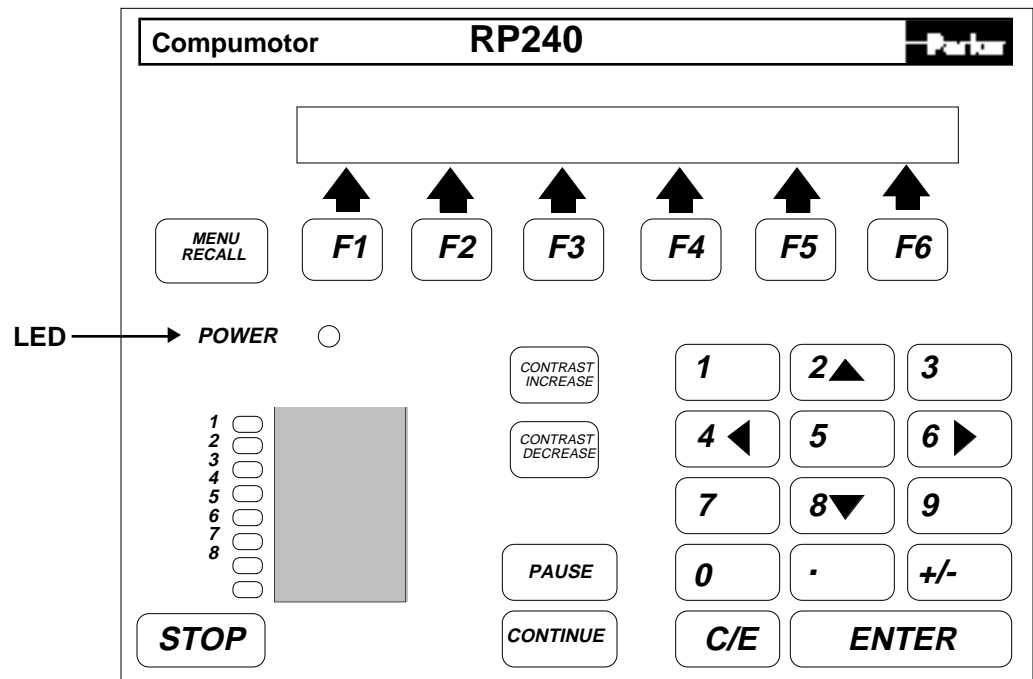 Compumotor RP240 Parker
MENU
RECALL
F1 F2 F3 F4 F5 F6
LED POWER
CONTRAST
INCREASE
CONTRAST
DECREASE
1 2 3
4 5 6
7 8 9
0 . +/-
1
2
3
4
5
6
7
8
PAUSE
STOP
CONTINUE
C/E ENTER